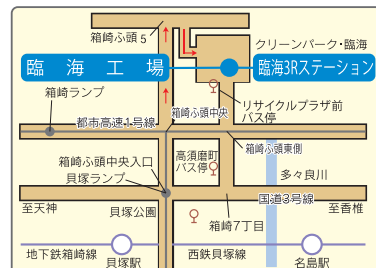 箱崎ふ頭5
クリーンパーク・臨海
臨海工場
臨海3Rステーション
箱崎ランプ
箱崎ふ頭中央
リサイクルプラザ前
バス停
都市高速1号線
箱崎ふ頭東側
箱崎ふ頭中央入口
高須磨町
バス停
貝塚ランプ
多々良川
国道3号線
至天神
貝塚公園
箱崎7丁目
至香椎
地下鉄箱崎線
西鉄貝塚線
貝塚駅
名島駅